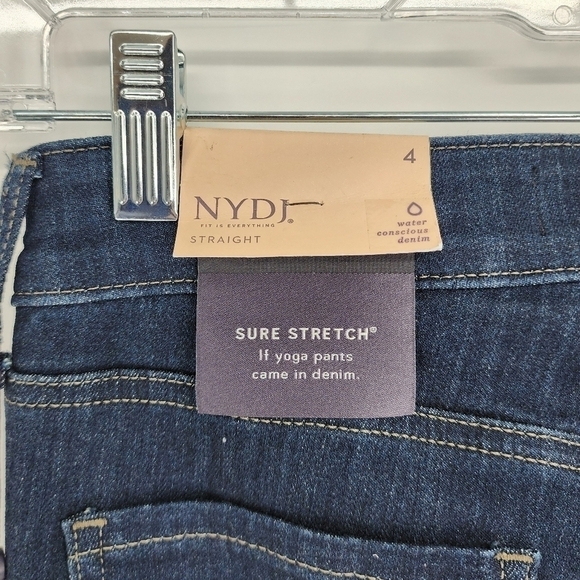 4
NYDJ®
FIT IS EVERYTHING
STRAIGHT
water
conscious
denim
SURE STRETCH®
If yoga pants
came in denim.